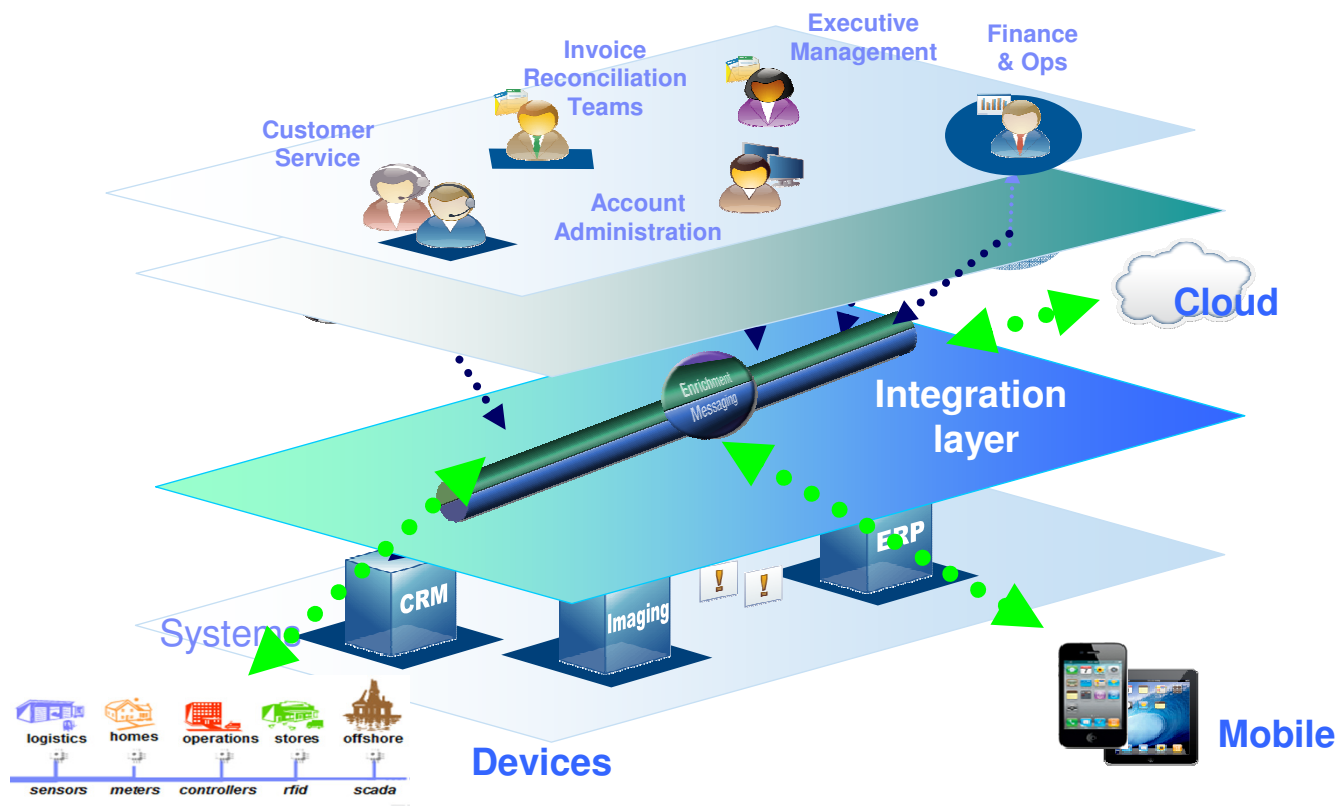 Executive
Management
Finance
& Ops
Invoice
Reconciliation
Teams
Customer
Service
Account
Administration
Cloud
Enrichment
Messaging
Integration
layer
ERP
CRM
Imaging
! !
Systems
logistics homes operations stores offshore
sensors meters controllers rfid scada
Devices
Mobile